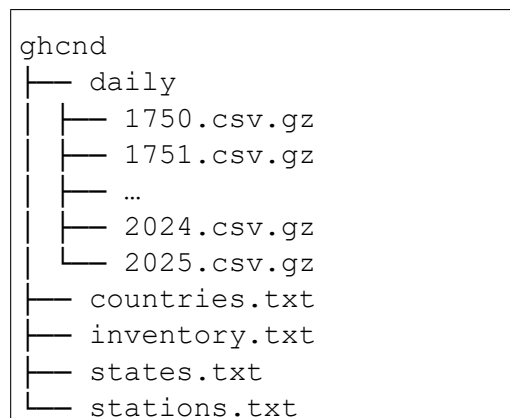 ghcnd
├── daily
│ ├── 1750.csv.gz
│ ├── 1751.csv.gz
│ ├── …
│ ├── 2024.csv.gz
│ └── 2025.csv.gz
├── countries.txt
├── inventory.txt
├── states.txt
└── stations.txt